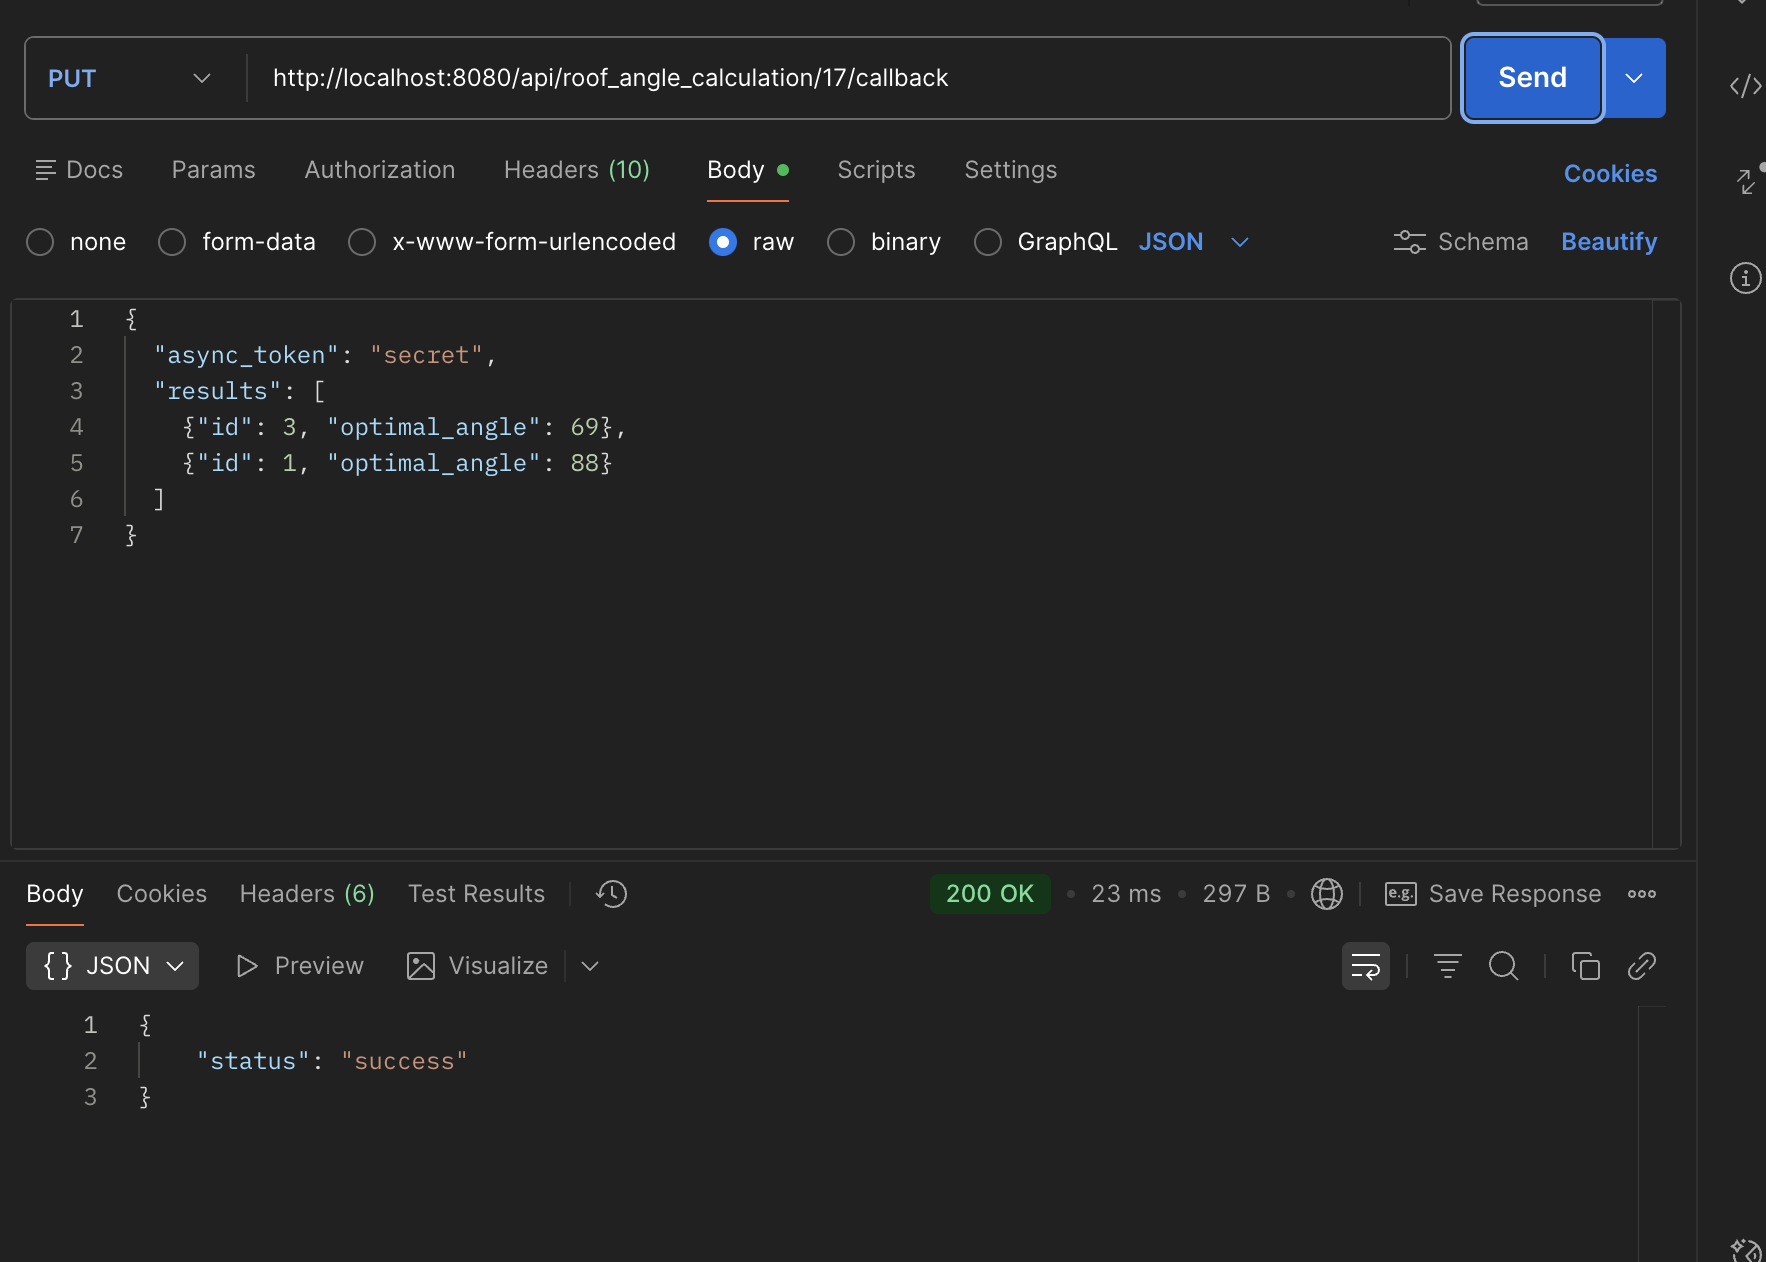 PUT http://localhost:8080/api/roof_angle_calculation/17/callback Send
Docs Params Authorization Headers (10) Body Scripts Settings Cookies
none form-data x-www-form-urlencoded raw binary GraphQL JSON Schema Beautify
1 {
2 "async_token": "secret",
3 "results": [
4 {"id": 3, "optimal_angle": 69},
5 {"id": 1, "optimal_angle": 88}
6 ]
7 }
Body Cookies Headers (6) Test Results 200 OK • 23 ms • 297 B • e.g. Save Response
{} JSON Preview Visualize
1 {
2 "status": "success"
3 }